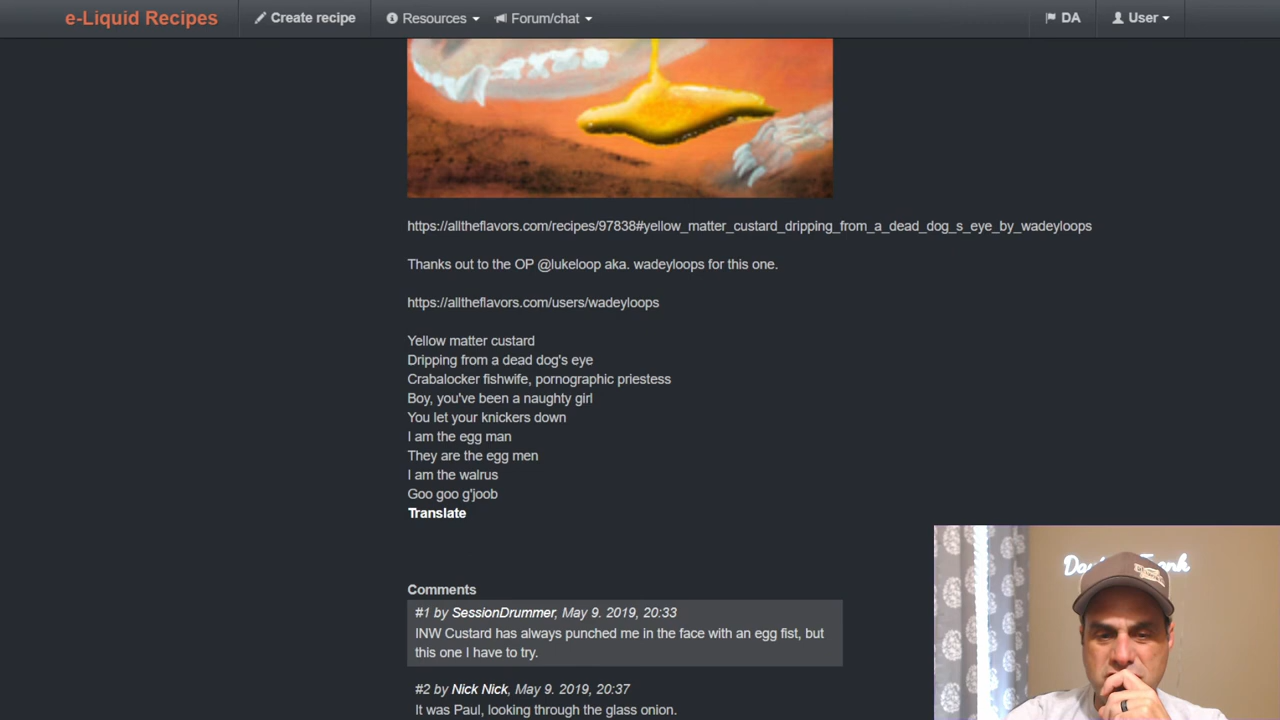 e-Liquid Recipes Create recipe Resources Forum/chat DA User
https://alltheflavors.com/recipes/97838#yellow_matter_custard_dripping_from_a_dead_dog_s_eye_by_wadeyloops
Thanks out to the OP @lukeloop aka. wadeyloops for this one.
https://alltheflavors.com/users/wadeyloops
Yellow matter custard
Dripping from a dead dog's eye
Crabalocker fishwife, pornographic priestess
Boy, you've been a naughty girl
You let your knickers down
I am the egg man
They are the egg men
I am the walrus
Goo goo g'joob
Translate
Comments
#1 by SessionDrummer, May 9. 2019, 20:33
INW Custard has always punched me in the face with an egg fist, but
this one I have to try.
#2 by Nick Nick, May 9. 2019, 20:37
It was Paul, looking through the glass onion.